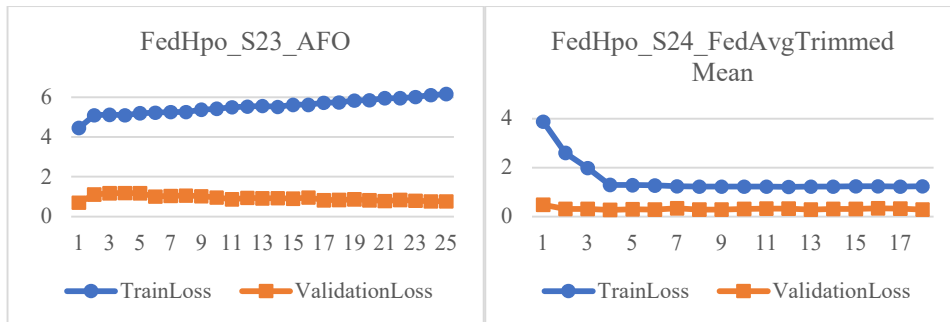 FedHpo_S23_AFO
6
4
2
0
1 3 5 7 9 11 13 15 17 19 21 23 25
TrainLoss ValidationLoss
FedHpo_S24_FedAvgTrimmed
Mean
4
2
0
1 3 5 7 9 11 13 15 17
TrainLoss ValidationLoss